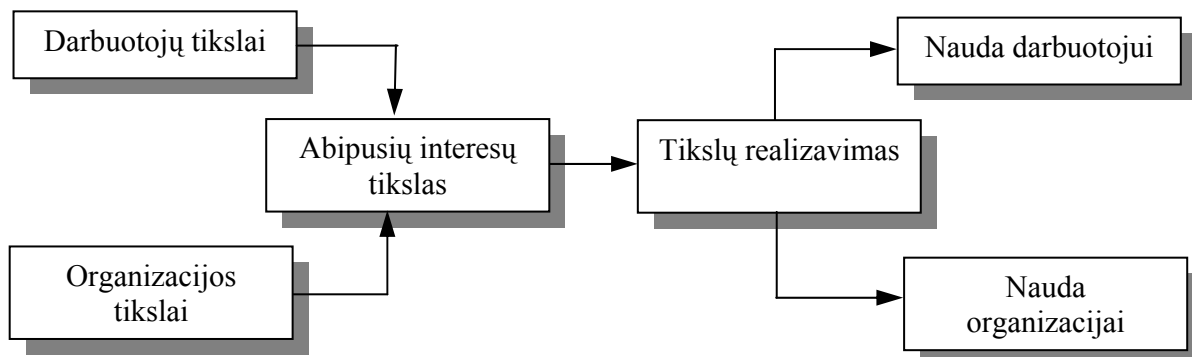 Darbuotojų tikslai
Nauda darbuotojui
Abipusių interesų
tikslas
Tikslų realizavimas
Organizacijos
tikslai
Nauda
organizacijai